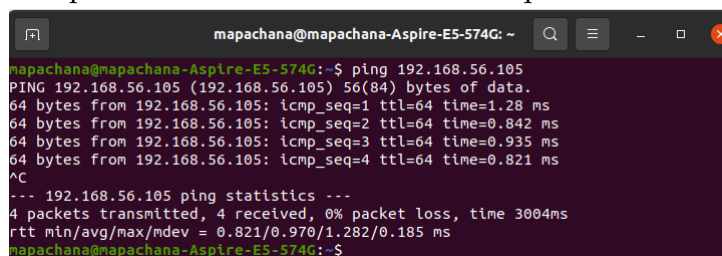 mapachana@mapachana-Aspire-E5-574G: ~
mapachana@mapachana-Aspire-E5-574G:~$ ping 192.168.56.105
PING 192.168.56.105 (192.168.56.105) 56(84) bytes of data.
64 bytes from 192.168.56.105: icmp_seq=1 ttl=64 time=1.28 ms
64 bytes from 192.168.56.105: icmp_seq=2 ttl=64 time=0.842 ms
64 bytes from 192.168.56.105: icmp_seq=3 ttl=64 time=0.935 ms
64 bytes from 192.168.56.105: icmp_seq=4 ttl=64 time=0.821 ms
^C
--- 192.168.56.105 ping statistics ---
4 packets transmitted, 4 received, 0% packet loss, time 3004ms
rtt min/avg/max/mdev = 0.821/0.970/1.282/0.185 ms
mapachana@mapachana-Aspire-E5-574G:~$